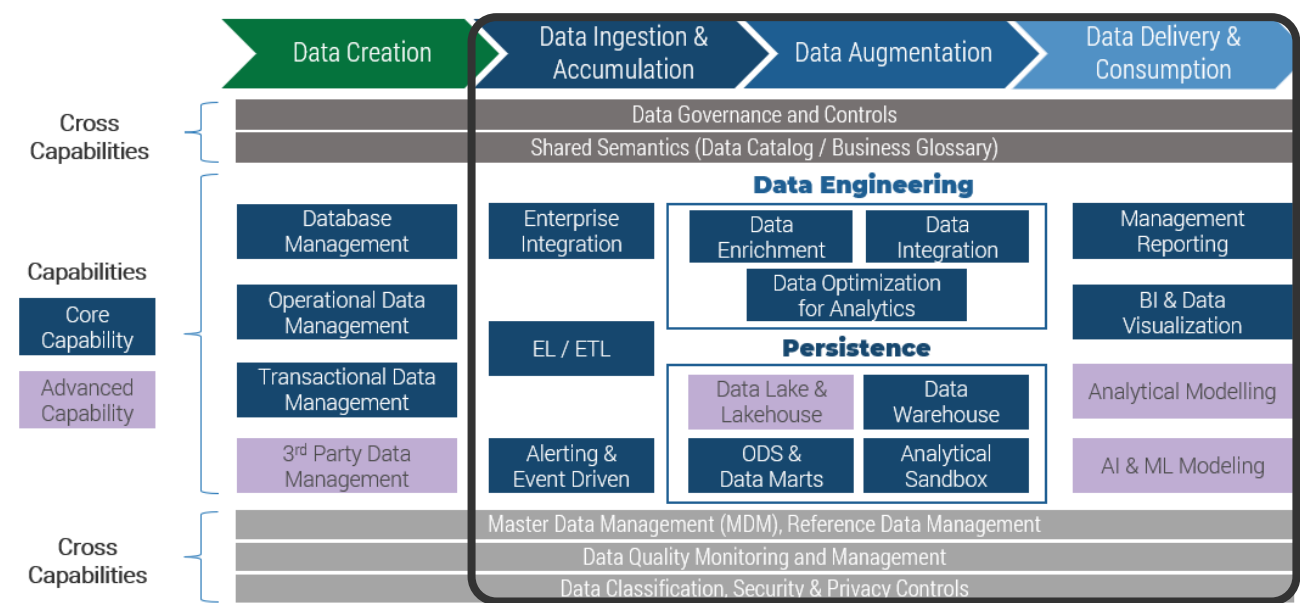 Data Creation
Data Ingestion &
Accumulation
Data Augmentation
Data Delivery &
Consumption
Cross
Capabilities
Data Governance and Controls
Shared Semantics (Data Catalog / Business Glossary)
Capabilities
Core
Capability
Advanced
Capability
Database
Management
Operational Data
Management
Transactional Data
Management
3rd Party Data
Management
Enterprise
Integration
EL / ETL
Alerting &
Event Driven
Data Engineering
Data
Enrichment
Data
Integration
Data Optimization
for Analytics
Persistence
Data Lake &
Lakehouse
Data
Warehouse
ODS &
Data Marts
Analytical
Sandbox
Management
Reporting
BI & Data
Visualization
Analytical Modelling
AI & ML Modeling
Cross
Capabilities
Master Data Management (MDM), Reference Data Management
Data Quality Monitoring and Management
Data Classification, Security & Privacy Controls